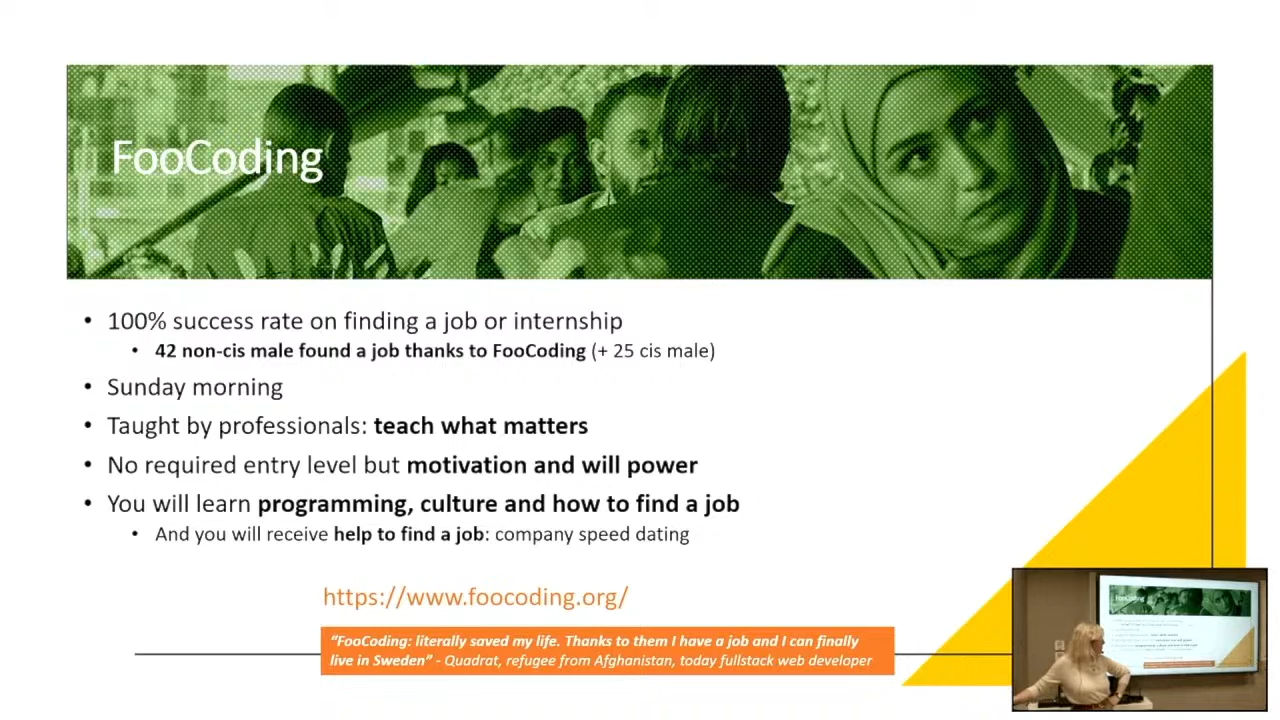 FooCoding
• 100% success rate on finding a job or internship
• 42 non-cis male found a job thanks to FooCoding (+ 25 cis male)
• Sunday morning
• Taught by professionals: teach what matters
• No required entry level but motivation and will power
• You will learn programming, culture and how to find a job
• And you will receive help to find a job: company speed dating
https://www.foocoding.org/
“FooCoding: literally saved my life. Thanks to them I have a job and I can finally
live in Sweden” - Quadrat, refugee from Afghanistan, today fullstack web developer
FooCoding